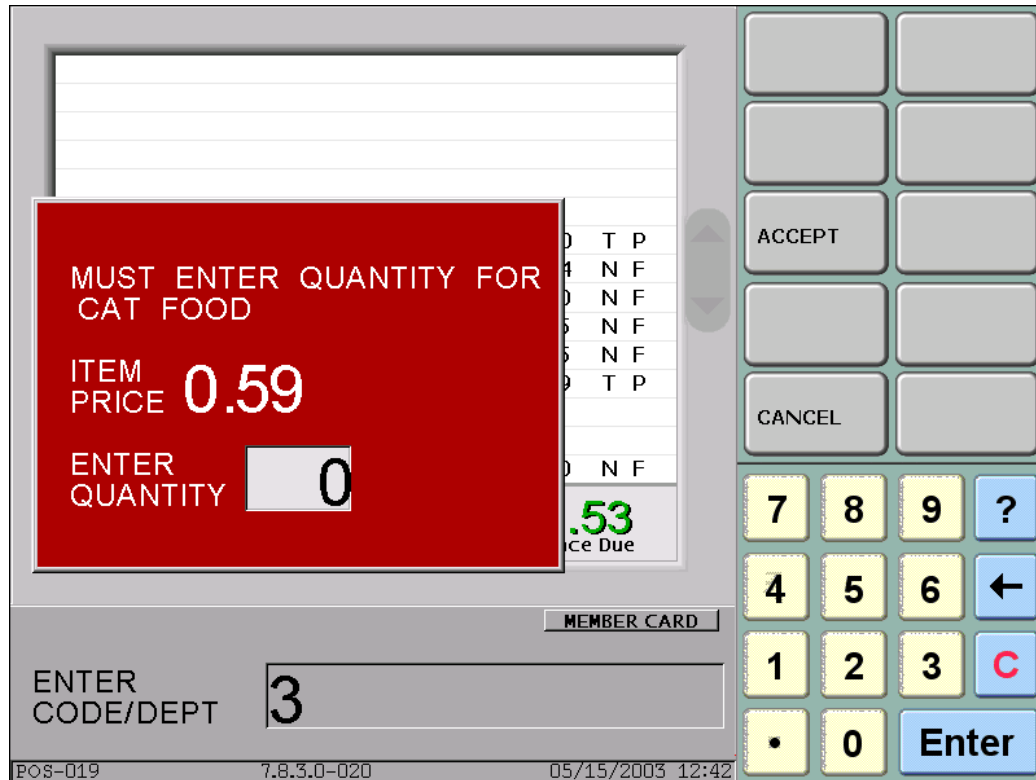 MUST ENTER QUANTITY FOR
CAT FOOD
ITEM
PRICE 0.59
ENTER
QUANTITY 0
T P
N F
N F
N F
N F
T P
N F
.53
Due
MEMBER CARD
ENTER
CODE/DEPT 3
POS-019 7.8.3.0-020 05/15/2003 12:42
ACCEPT
CANCEL
7 8 9 ?
4 5 6 ←
1 2 3 C
. 0 Enter